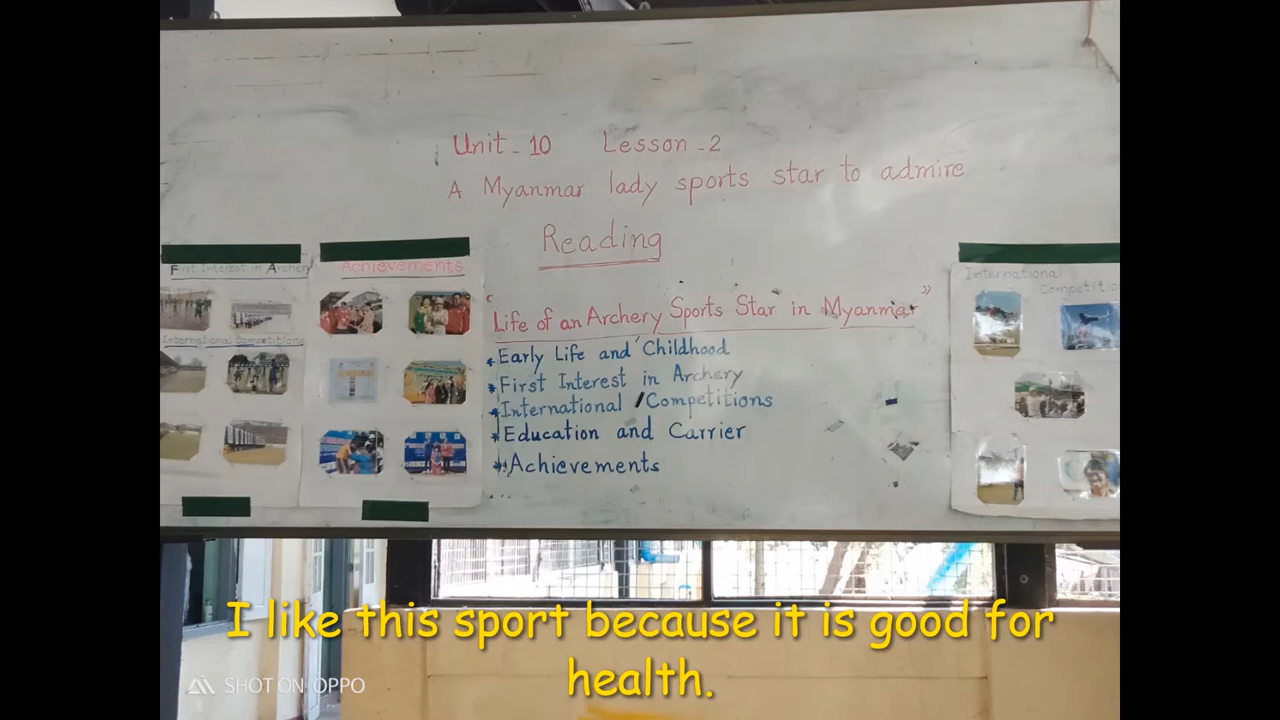 Unit - 10 Lesson - 2
A Myanmar lady sports star to admire
Reading
"Life of an Archery Sports Star in Myanmar"
* Early Life and Childhood
* First Interest in Archery
* International Competitions
* Education and Carrier
* Achievements
First Interest in Archery
International Competitions
Achievements
International
Competitio
I like this sport because it is good for
health.
SHOT ON OPPO